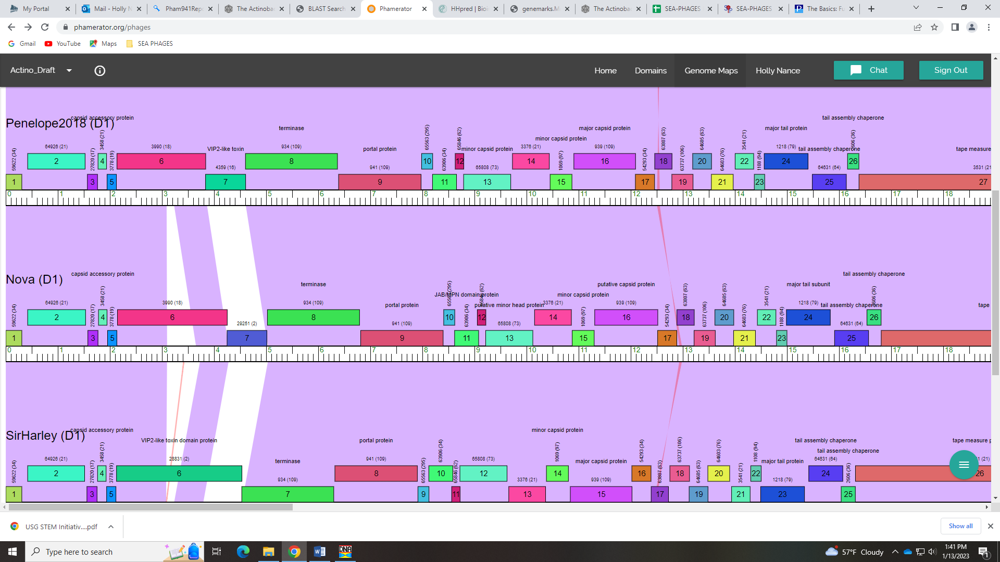 My Portal
Mail - Holly N
Pham941Repo
The Actinobac
BLAST Search
Phamerator
HHpred | Bioi
genemarks.M
The Actinobac
SEA-PHAGES
SEA-PHAGES
The Basics: Fu
phamerator.org/phages
Gmail
YouTube
Maps
SEA PHAGES
Actino_Draft
Home
Domains
Genome Maps
Holly Nance
Chat
Sign Out
Penelope2018 (D1)
capsid accessory protein
terminase
VIP2-like toxin
portal protein
minor capsid protein
minor capsid protein
major capsid protein
major tail protein
tail assembly chaperone
tail assembly chaperone
tape measure
59622 (34)
64926 (21)
27820 (17)
3458 (21)
3778 (19)
3990 (18)
4359 (16)
934 (109)
941 (109)
65563 (295)
63906 (34)
65846 (62)
65808 (73)
3376 (21)
1069 (97)
939 (109)
54293 (34)
63807 (63)
63737 (106)
64685 (63)
64603 (76)
3541 (21)
1108 (94)
1218 (79)
64631 (64)
2606 (36)
3531 (21
1 2 3 4 5 6 7 8 9 10 11 12 13 14 15 16 17 18 19 20 21 22 23 24 25 26 27
0 1 2 3 4 5 6 7 8 9 10 11 12 13 14 15 16 17 18
Nova (D1)
capsid accessory protein
terminase
portal protein
JAB/MPN domain protein
putative minor head protein
minor capsid protein
putative capsid protein
major tail subunit
tail assembly chaperone
tail assembly chaperone
tape
59622 (34)
64926 (21)
27820 (17)
3458 (21)
3778 (19)
3990 (18)
29251 (2)
934 (109)
941 (109)
65563 (295)
63906 (34)
65846 (62)
65808 (73)
3376 (21)
1069 (97)
939 (109)
54293 (34)
63807 (63)
63737 (106)
64685 (63)
64603 (76)
3541 (21)
1108 (94)
1218 (79)
64631 (64)
2606 (36)
1 2 3 4 5 6 7 8 9 10 11 12 13 14 15 16 17 18 19 20 21 22 23 24 25 26
0 1 2 3 4 5 6 7 8 9 10 11 12 13 14 15 16 17 18
SirHarley (D1)
capsid accessory protein
VIP2-like toxin domain protein
terminase
portal protein
minor capsid protein
major capsid protein
major tail protein
tail assembly chaperone
tail assembly chaperone
tape measure p
59622 (34)
64926 (21)
27820 (17)
3458 (21)
3778 (19)
28831 (2)
934 (109)
941 (109)
65563 (295)
63906 (34)
65846 (62)
65808 (73)
3376 (21)
1069 (97)
939 (109)
54293 (34)
63807 (63)
63737 (106)
64685 (63)
64603 (76)
3541 (21)
1108 (94)
1218 (79)
64631 (64)
2606 (36)
1 (21)
1 2 3 4 5 6 7 8 9 10 11 12 13 14 15 16 17 18 19 20 21 22 23 24 25 26
USG STEM Initiativ....pdf
Show all
Type here to search
DNA
57°F Cloudy
1:41 PM
1/13/2023
1